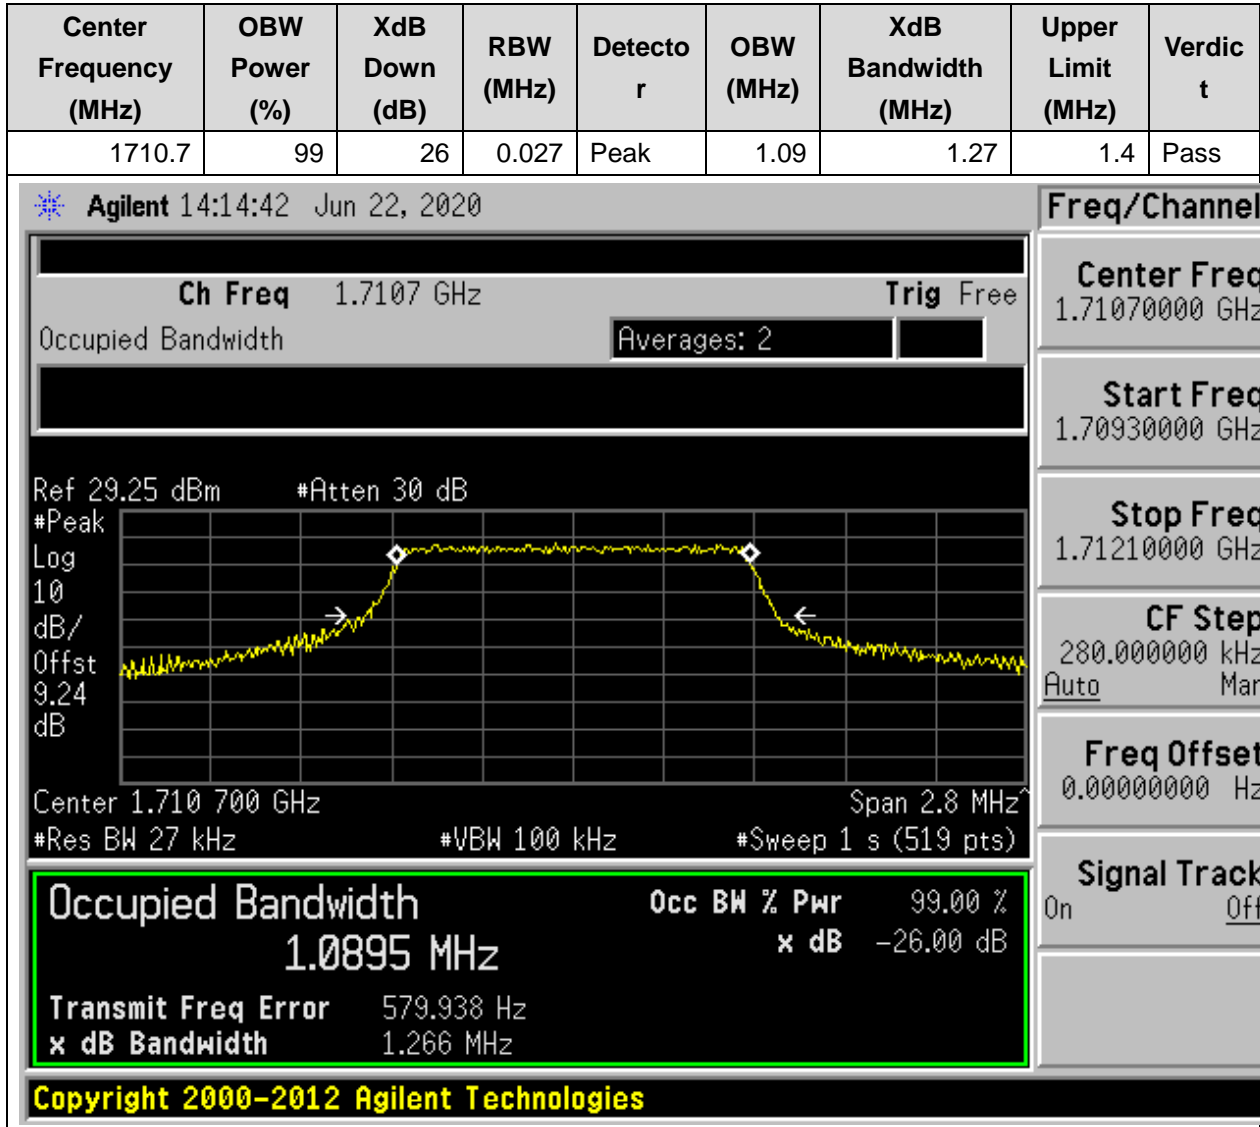 Center Frequency (MHz) OBW Power (%) XdB Down (dB) RBW (MHz) Detecto r OBW (MHz) XdB Bandwidth (MHz) Upper Limit (MHz) Verdic t
1710.7 99 26 0.027 Peak 1.09 1.27 1.4 Pass
Agilent 14:14:42 Jun 22, 2020 Freq/Channel
Ch Freq 1.7107 GHz Trig Free
Occupied Bandwidth Averages: 2
Center Freq
1.71070000 GHz
Start Freq
1.70930000 GHz
Stop Freq
1.71210000 GHz
CF Step
280.000000 kHz
Auto Man
Freq Offset
0.00000000 Hz
Signal Track
On Off
Ref 29.25 dBm #Atten 30 dB
#Peak
Log
10
dB/
Offst
9.24
dB
Center 1.710 700 GHz Span 2.8 MHz^
#Res BW 27 kHz #VBW 100 kHz #Sweep 1 s (519 pts)
Occupied Bandwidth Occ BW % Pwr 99.00 %
1.0895 MHz x dB -26.00 dB
Transmit Freq Error 579.938 Hz
x dB Bandwidth 1.266 MHz
Copyright 2000-2012 Agilent Technologies